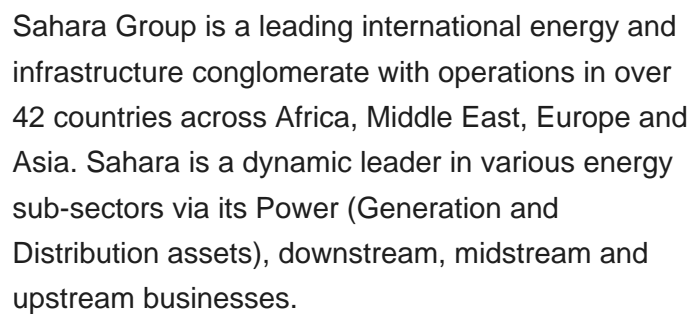 Sahara Group is a leading international energy and
infrastructure conglomerate with operations in over
42 countries across Africa, Middle East, Europe and
Asia. Sahara is a dynamic leader in various energy
sub-sectors via its Power (Generation and
Distribution assets), downstream, midstream and
upstream businesses.